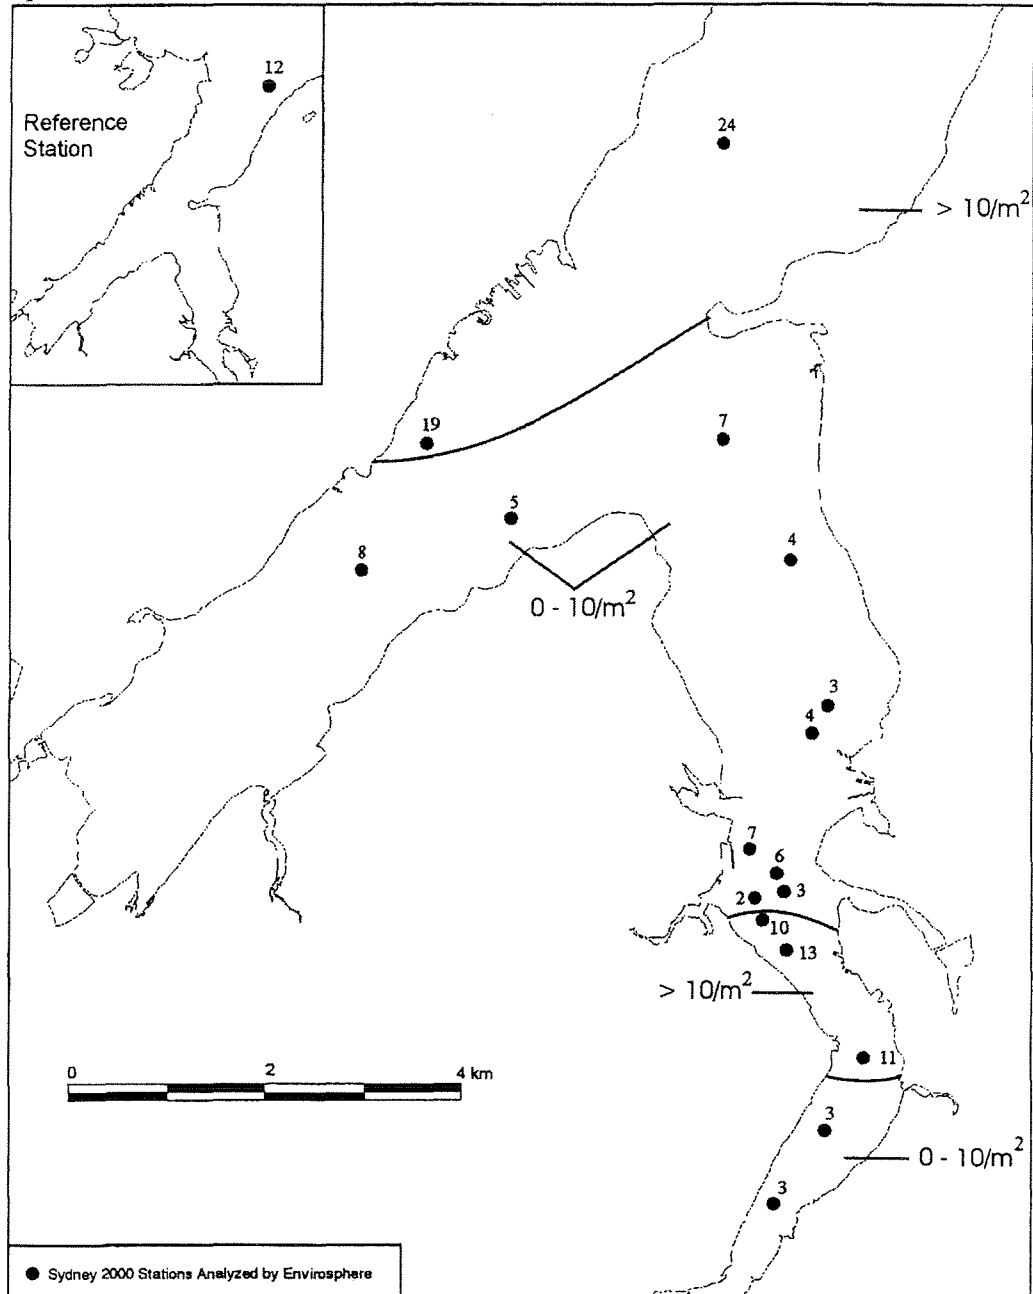 12
Reference
Station
24
> 10/m²
19
7
5
8
4
0 - 10/m²
3
4
7
6
3
2
10
13
> 10/m²
11
0 2 4 km
3
0 - 10/m²
3
Sydney 2000 Stations Analyzed by Envirosphere